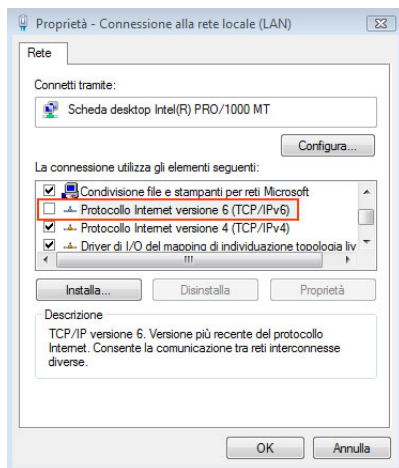 Proprietà - Connessione alla rete locale (LAN)
Rete
Connetti tramite:
Scheda desktop Intel(R) PRO/1000 MT
Configura...
La connessione utilizza gli elementi seguenti:
Condivisione file e stampanti per reti Microsoft
Protocollo Internet versione 6 (TCP/IPv6)
Protocollo Internet versione 4 (TCP/IPv4)
Driver di I/O del mapping di individuazione topologia liv
Installa... Disinstalla Proprietà
Descrizione
TCP/IP versione 6. Versione più recente del protocollo
Internet. Consente la comunicazione tra reti interconnesse
diverse.
OK Annulla